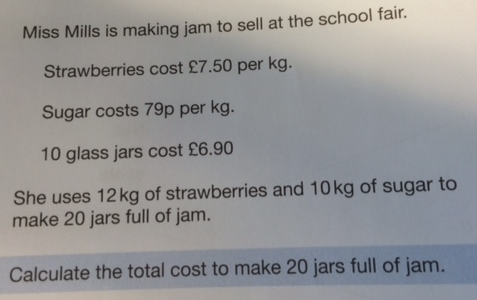 Miss Mills is making jam to sell at the school fair.
Strawberries cost £7.50 per kg.
Sugar costs 79p per kg.
10 glass jars cost £6.90
She uses 12 kg of strawberries and 10 kg of sugar to
make 20 jars full of jam.
Calculate the total cost to make 20 jars full of jam.